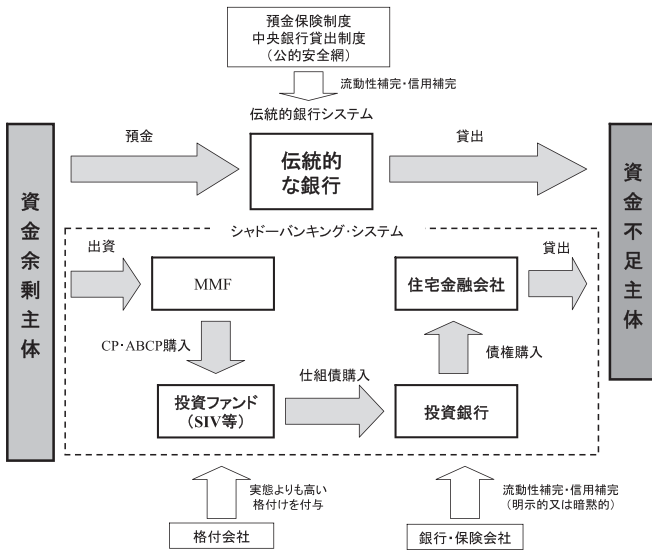 預金保険制度
中央銀行貸出制度
（公的安全網）
流動性補完・信用補完
伝統的銀行システム
預金
伝統的
な銀行
貸出
資金余剰主体
資金不足主体
シャドーバンキング・システム
出資
MMF
住宅金融会社
貸出
CP・ABCP購入
債権購入
投資ファンド
（SIV等）
仕組債購入
投資銀行
実態よりも高い
格付けを付与
流動性補完・信用補完
（明示的又は暗黙的）
格付会社
銀行・保険会社